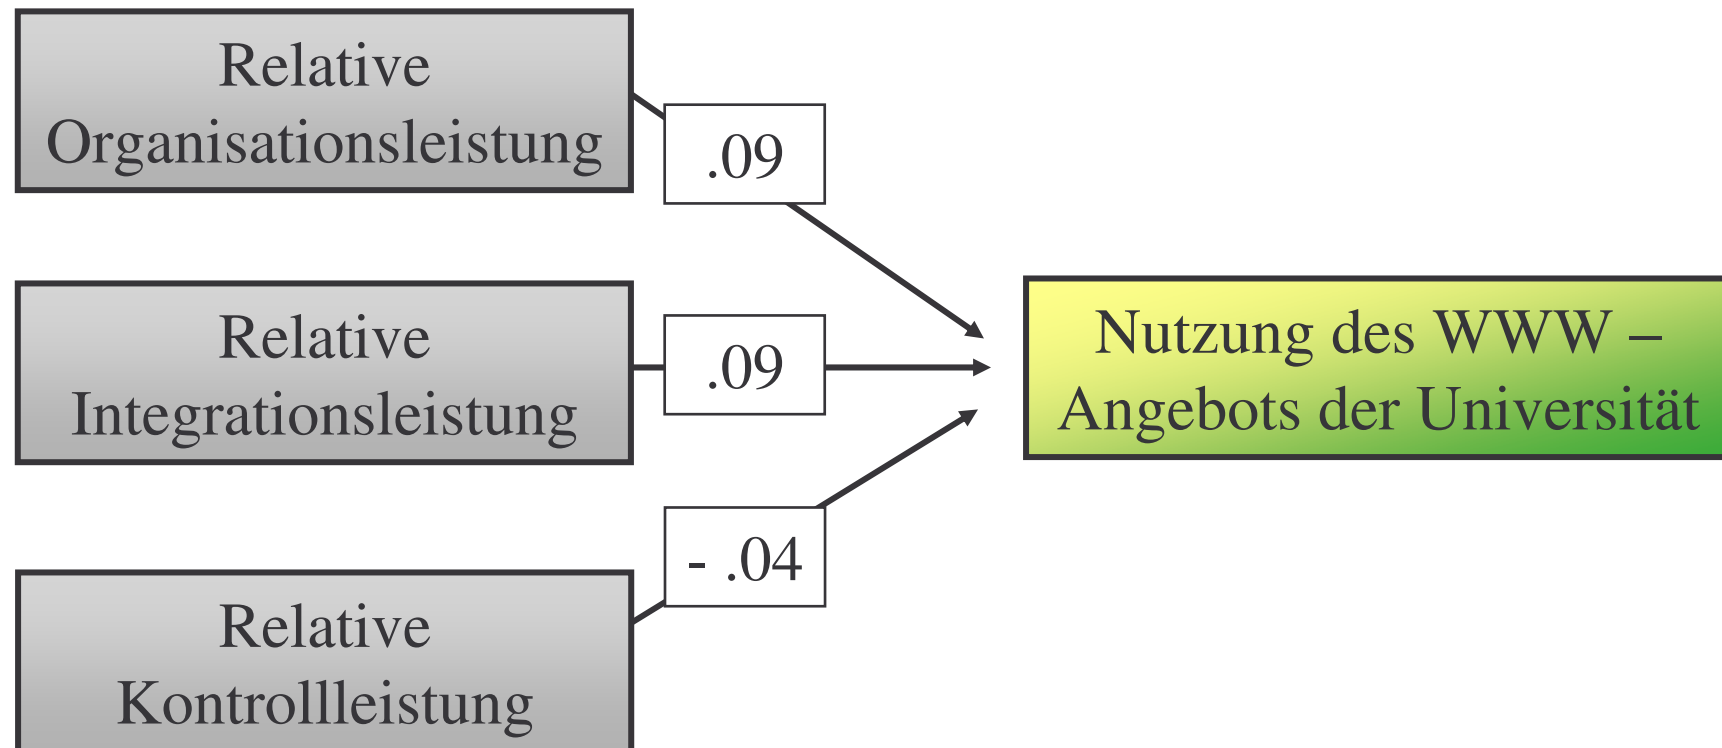 Relative
Organisationsleistung
.09
Relative
Integrationsleistung
.09
Nutzung des WWW –
Angebots der Universität
- .04
Relative
Kontrollleistung